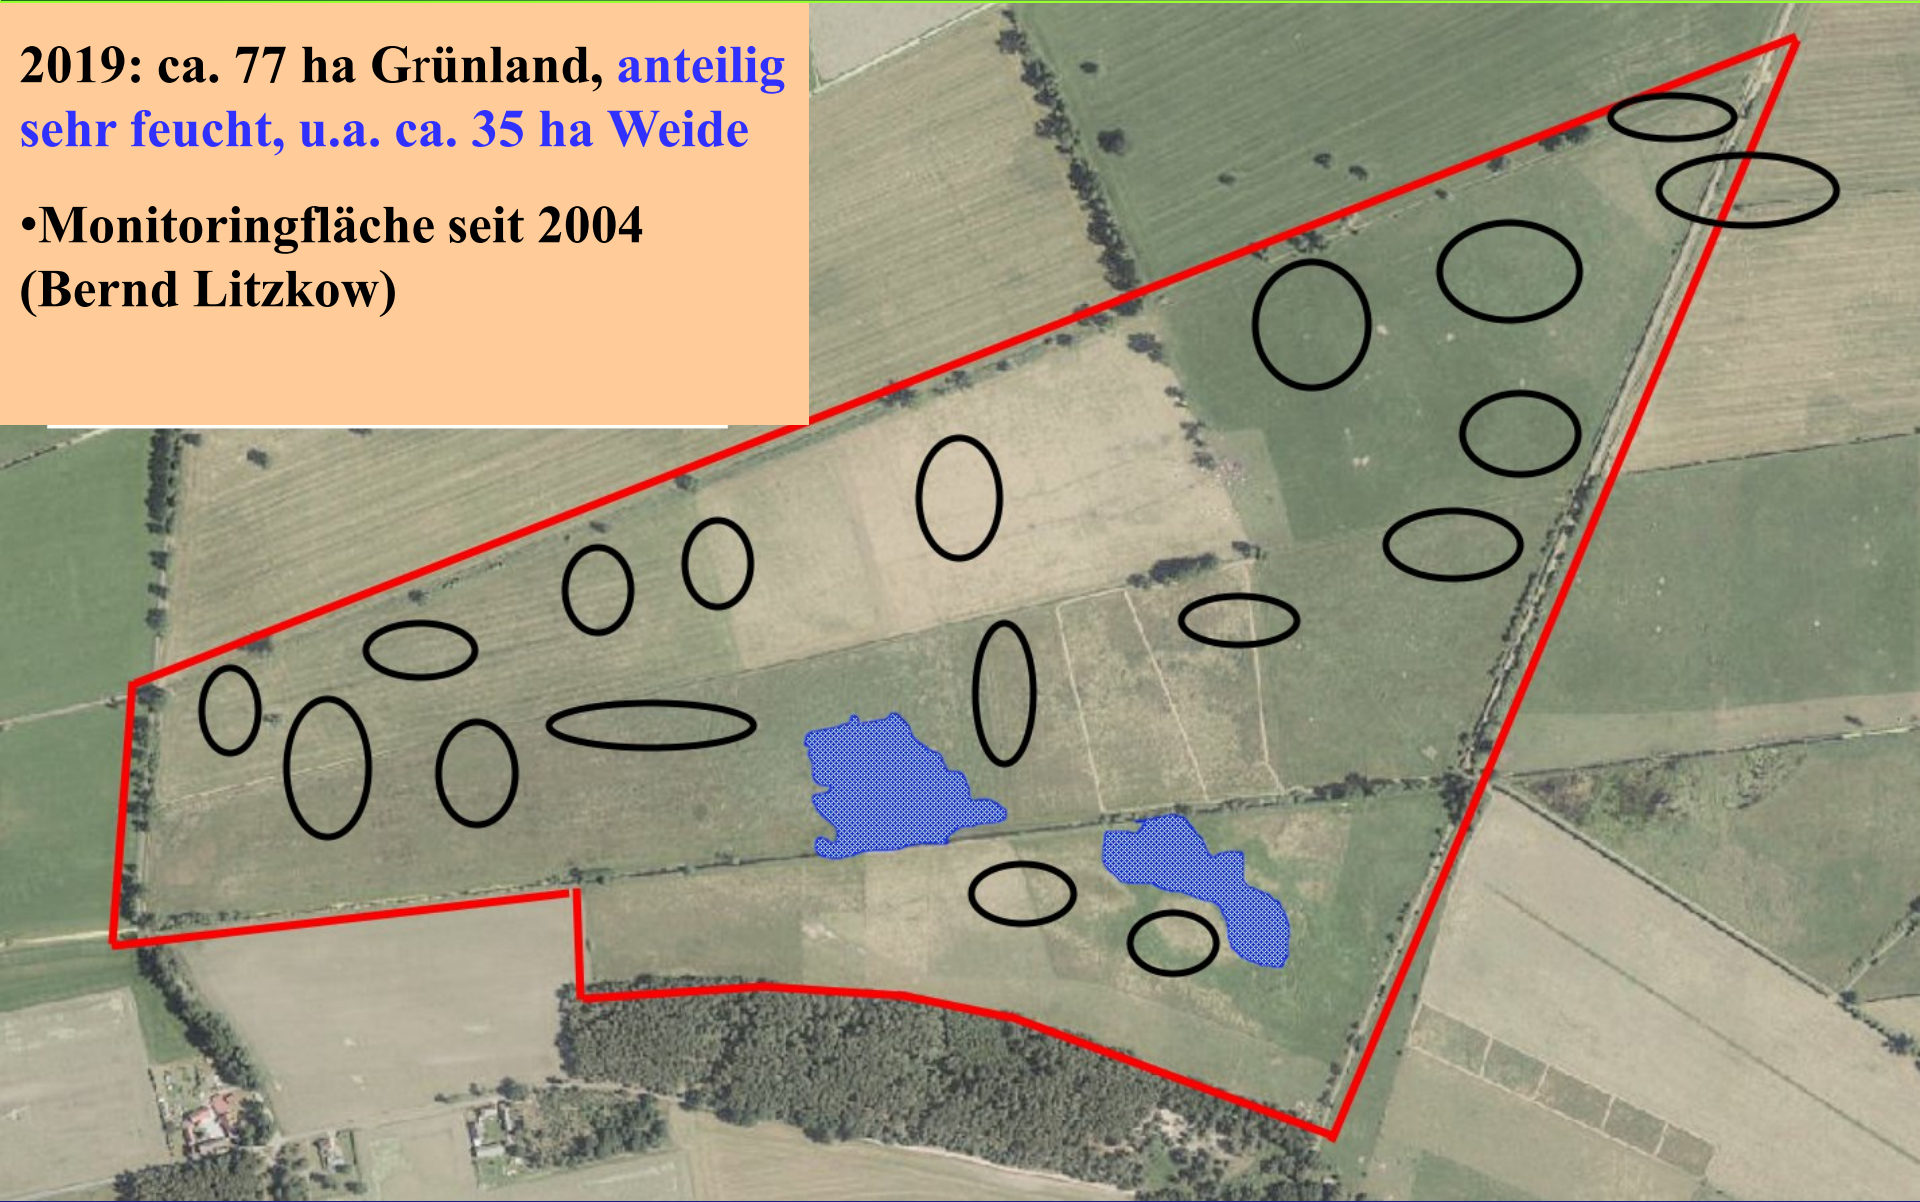 2019: ca. 77 ha Grünland, anteilig
sehr feucht, u.a. ca. 35 ha Weide
•Monitoringfläche seit 2004
(Bernd Litzkow)